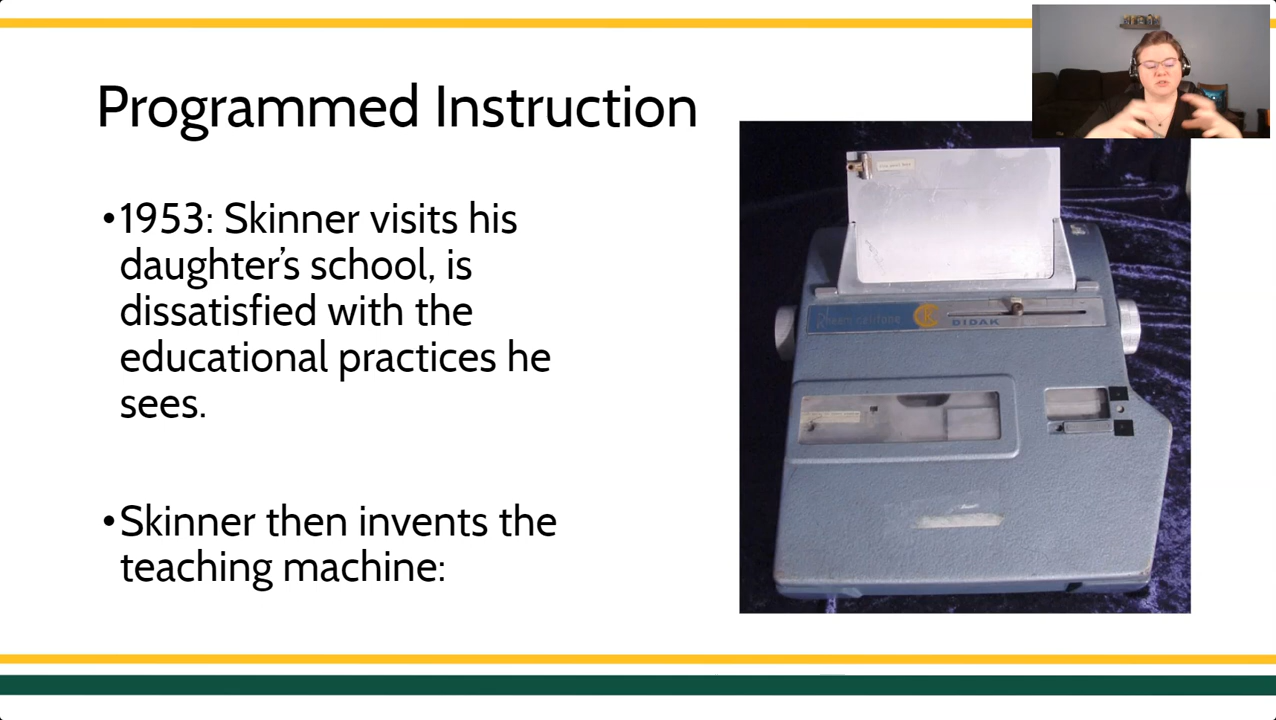 Programmed Instruction
•1953: Skinner visits his
daughter's school, is
dissatisfied with the
educational practices he
sees.
•Skinner then invents the
teaching machine:
DIDAK